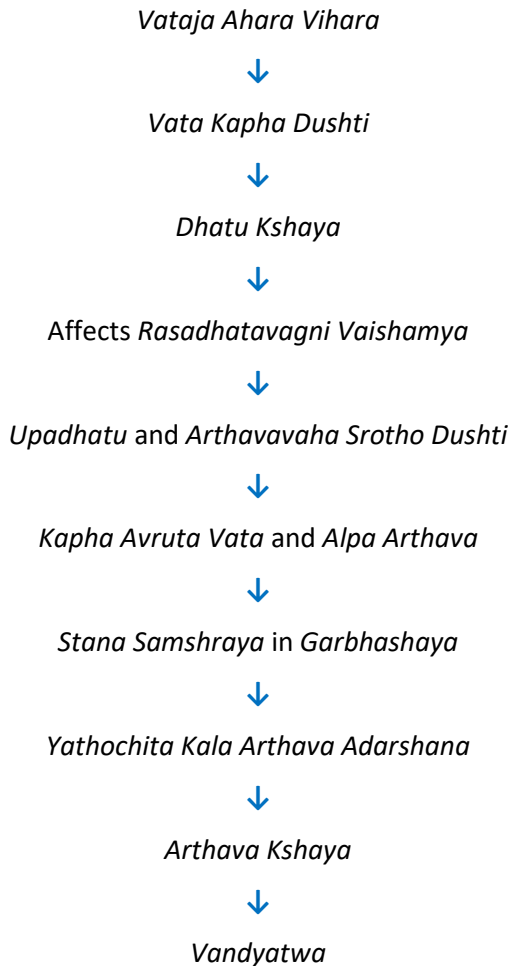 Vataja Ahara Vihara
↓
Vata Kapha Dushti
↓
Dhatu Kshaya
↓
Affects Rasadhatavagni Vaishamya
↓
Upadhatu and Arthavavaha Srotho Dushti
↓
Kapha Avruta Vata and Alpa Arthava
↓
Stana Samshraya in Garbhashaya
↓
Yathochita Kala Arthava Adarshana
↓
Arthava Kshaya
↓
Vandyatwa